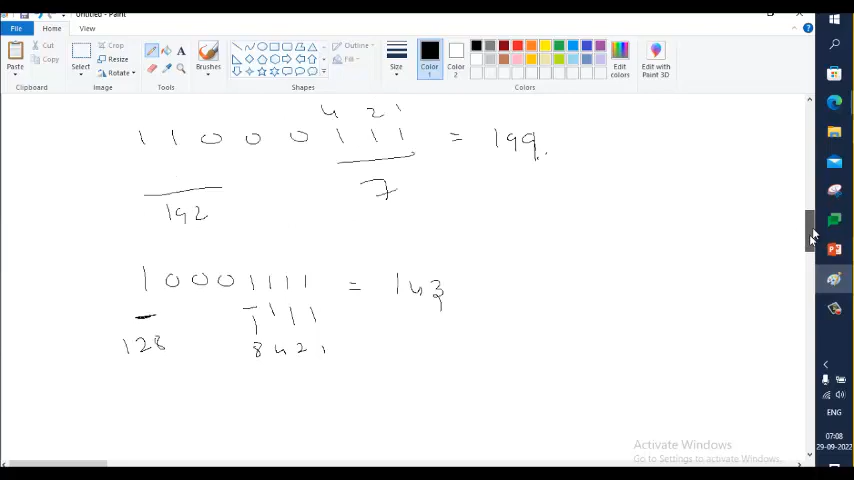 Untitled - Paint
File Home View
Paste Cut Copy Select Crop Resize Rotate Brushes Outline Fill Size Color 1 Color 2 Edit colors Edit with Paint 3D
Clipboard Image Tools Shapes Colors
4 2 1
1 1 0 0 0 1 1 1 = 199.
192 7
1 0 0 0 1 1 1 1 = 143
1 1 1 1
128 8 4 2 1
Activate Windows
Go to Settings to activate Windows.
ENG
07:08
29-09-2022